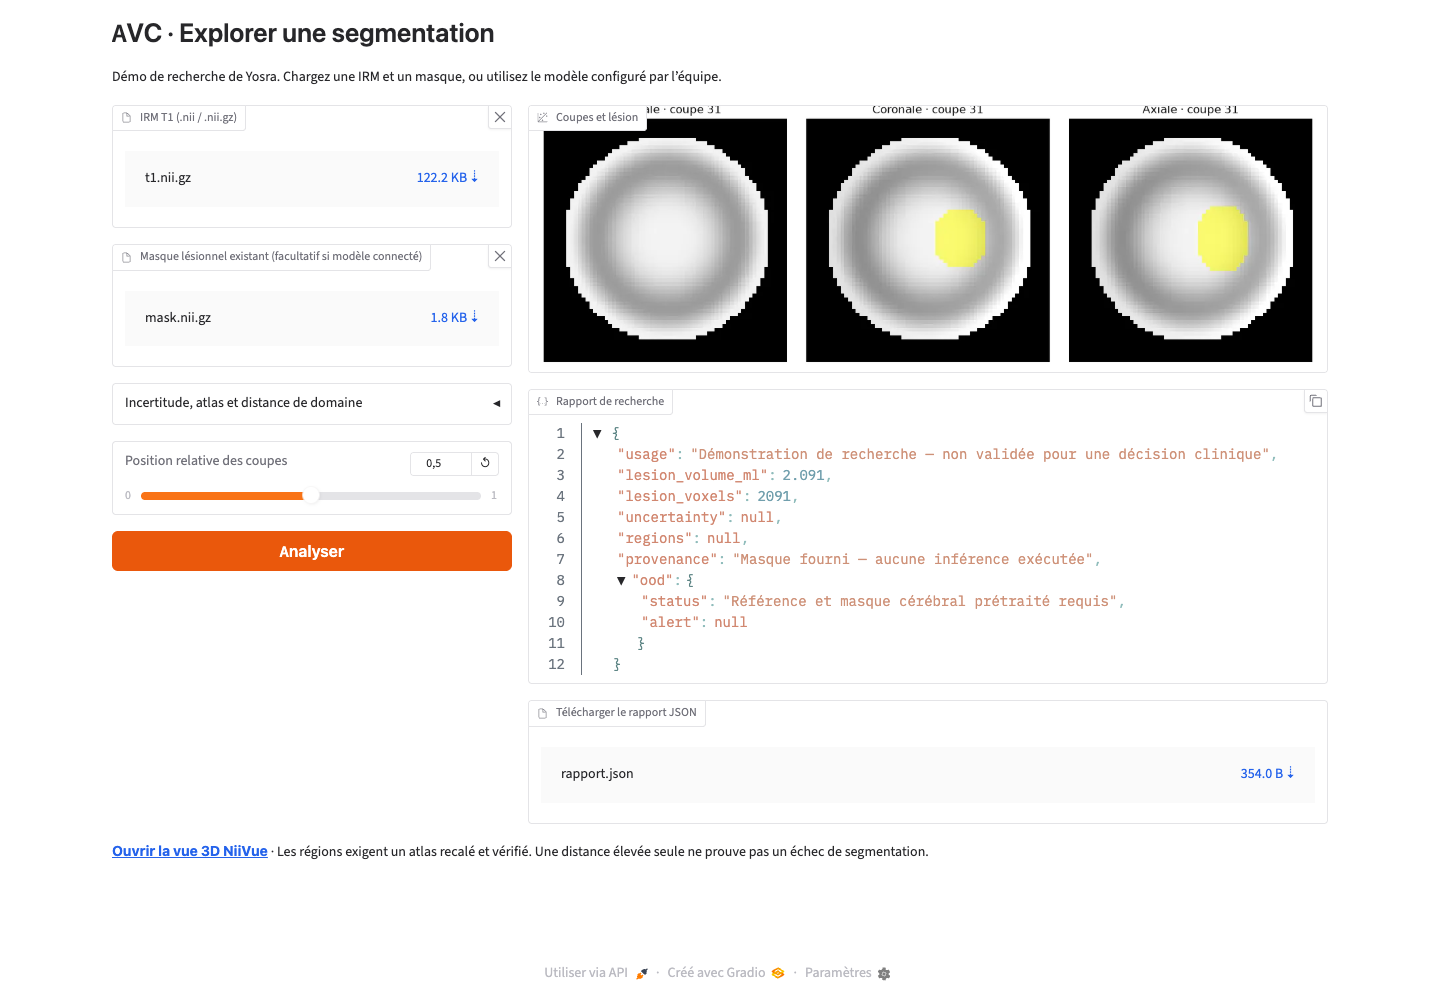 AVC · Explorer une segmentation
Démo de recherche de Yosra. Chargez une IRM et un masque, ou utilisez le modèle configuré par l'équipe.
IRM T1 (.nii / .nii.gz)
t1.nii.gz
122.2 KB ⇣
Masque lésionnel existant (facultatif si modèle connecté)
mask.nii.gz
1.8 KB ⇣
Incertitude, atlas et distance de domaine
Position relative des coupes
0,5
0
1
Analyser
Coupes et lésion
ale · coupe 31
Coronale · coupe 31
Axiale · coupe 31
Rapport de recherche
1 {
2 "usage": "Démonstration de recherche — non validée pour une décision clinique",
3 "lesion_volume_ml": 2.091,
4 "lesion_voxels": 2091,
5 "uncertainty": null,
6 "regions": null,
7 "provenance": "Masque fourni — aucune inférence exécutée",
8 "ood": {
9 "status": "Référence et masque cérébral prétraité requis",
10 "alert": null
11 }
12 }
Télécharger le rapport JSON
rapport.json
354.0 B ⇣
Ouvrir la vue 3D NiiVue · Les régions exigent un atlas recalé et vérifié. Une distance élevée seule ne prouve pas un échec de segmentation.
Utiliser via API · Créé avec Gradio · Paramètres